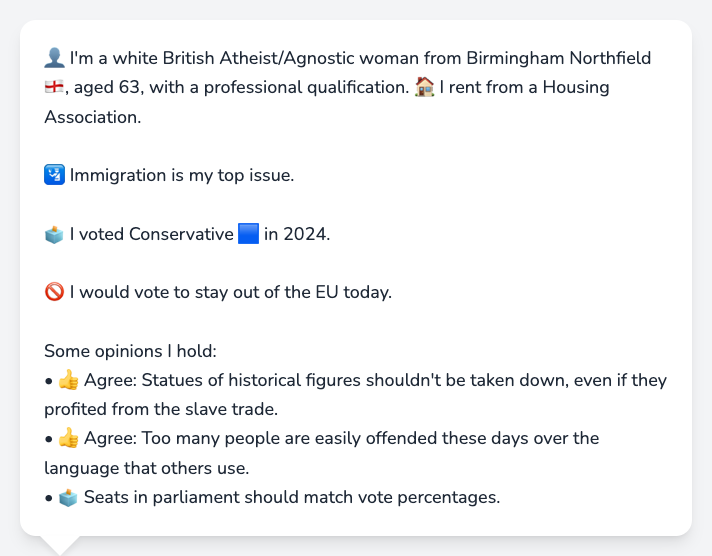 👤 I'm a white British Atheist/Agnostic woman from Birmingham Northfield
🏴󠁧󠁢󠁥󠁮󠁧󠁿, aged 63, with a professional qualification. 🏠 I rent from a Housing
Association.
🛂 Immigration is my top issue.
🗳️ I voted Conservative 🟦 in 2024.
🚫 I would vote to stay out of the EU today.
Some opinions I hold:
• 👍 Agree: Statues of historical figures shouldn't be taken down, even if they
profited from the slave trade.
• 👍 Agree: Too many people are easily offended these days over the
language that others use.
• 🗳️ Seats in parliament should match vote percentages.